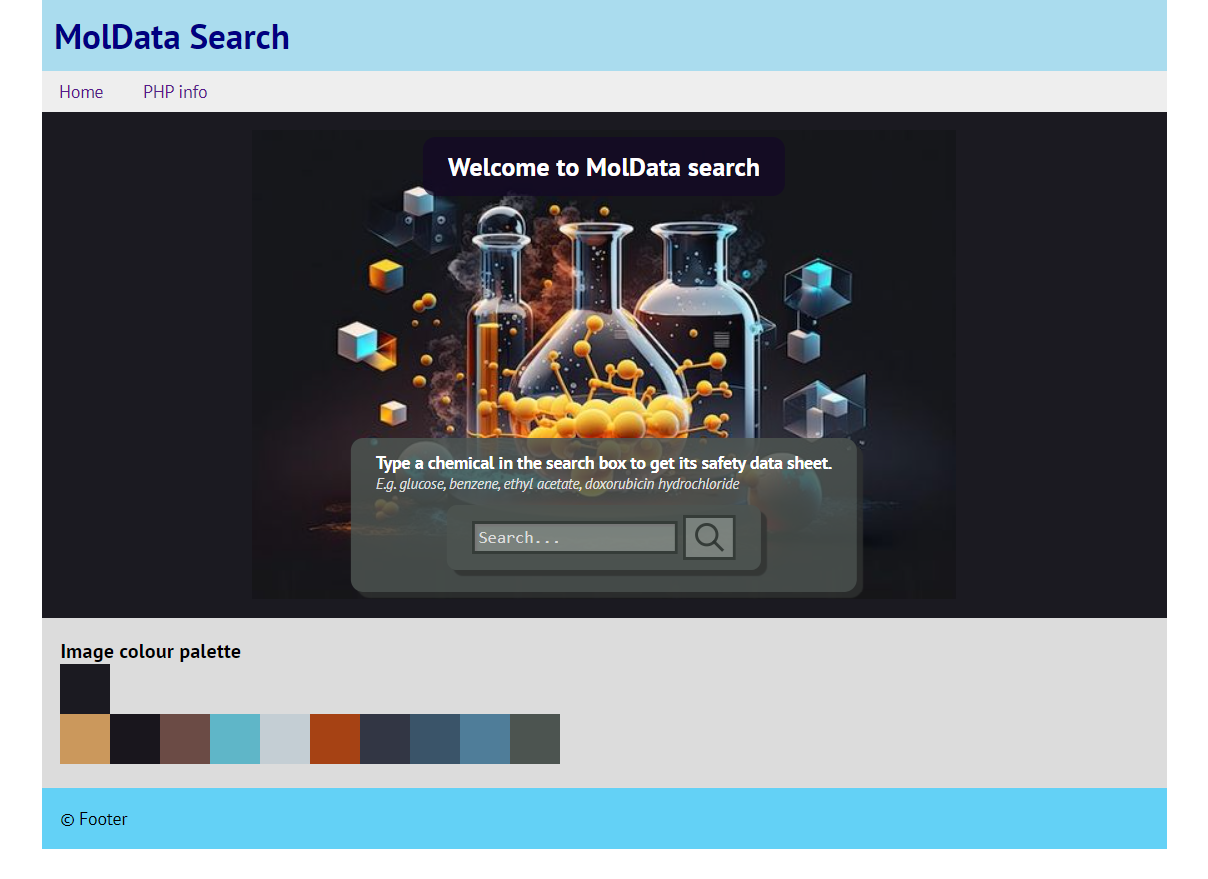 MolData Search
Home PHP info
Welcome to MolData search
Type a chemical in the search box to get its safety data sheet.
E.g. glucose, benzene, ethyl acetate, doxorubicin hydrochloride
Search...
Image colour palette
© Footer